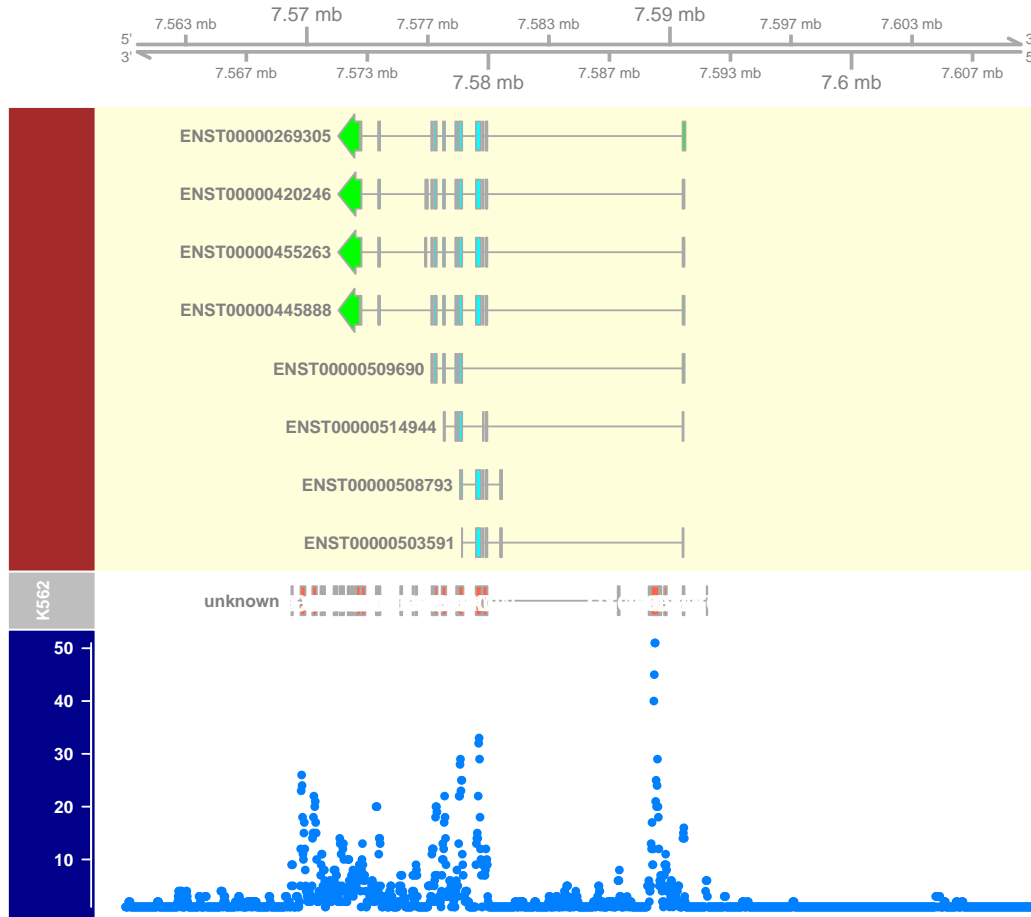 7.57 mb 7.59 mb
7.563 mb 7.577 mb 7.583 mb 7.597 mb 7.603 mb
5' 3'
3' 5'
7.567 mb 7.573 mb 7.587 mb 7.593 mb 7.607 mb
7.58 mb 7.6 mb
ENST00000269305
ENST00000420246
ENST00000455263
ENST00000445888
ENST00000509690
ENST00000514944
ENST00000508793
ENST00000503591
K562
unknown
50
40
30
20
10